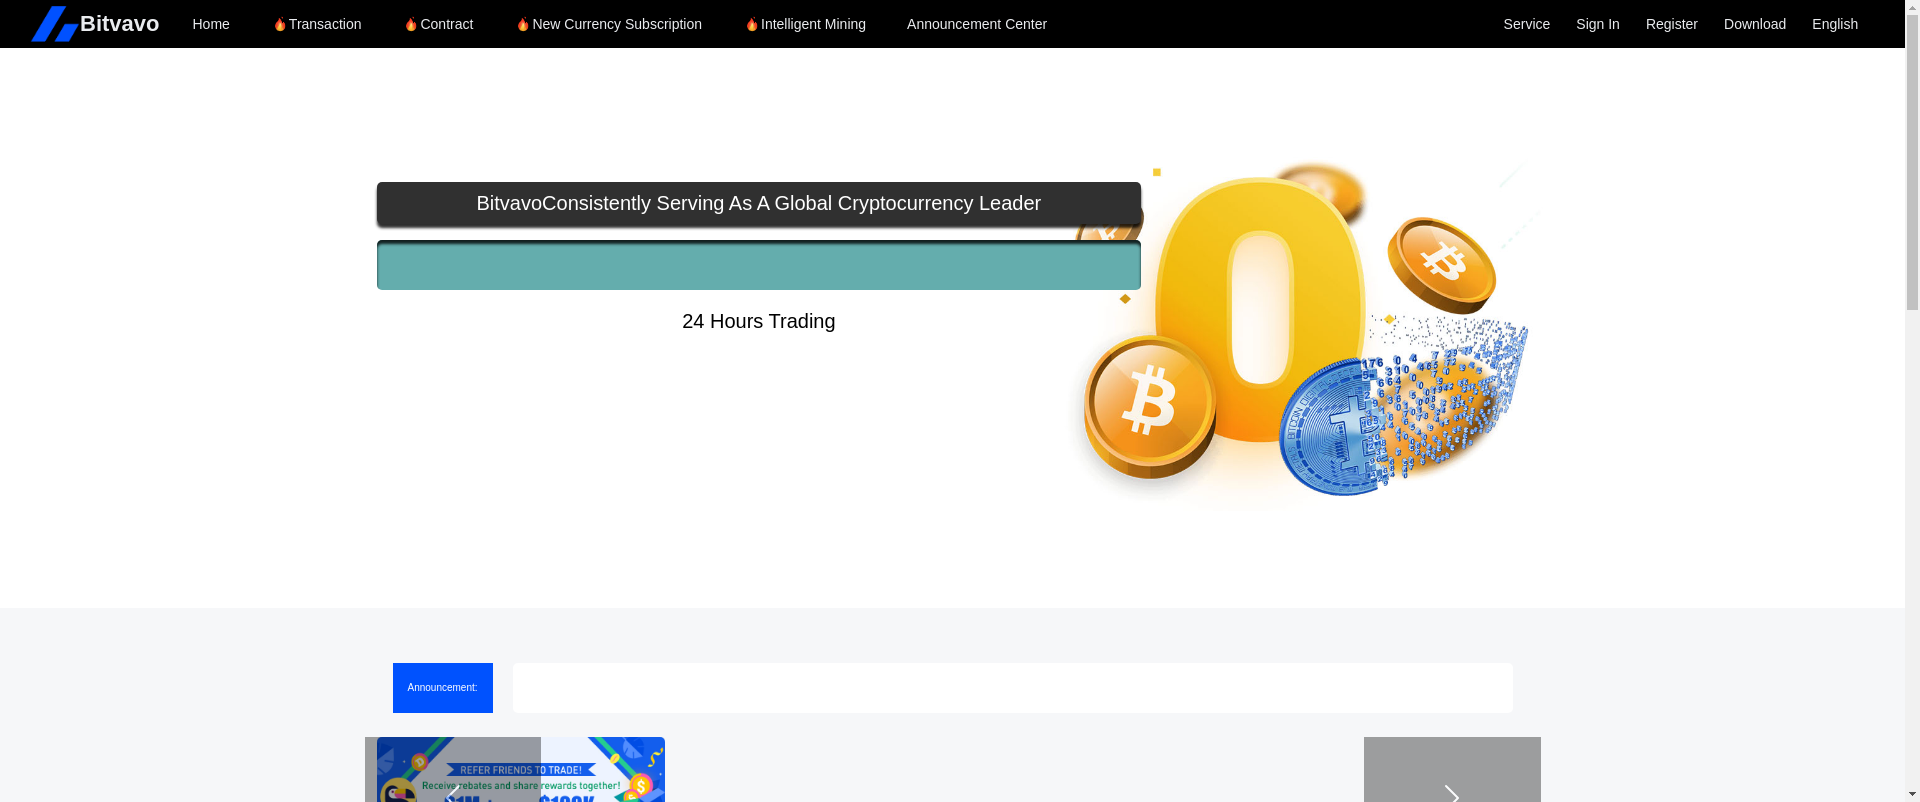 Bitvavo
Home
Transaction
Contract
New Currency Subscription
Intelligent Mining
Announcement Center
Service
Sign In
Register
Download
English
BitvavoConsistently Serving As A Global Cryptocurrency Leader
24 Hours Trading
Announcement:
REFER FRIENDS TO TRADE!
Receive rebates and share rewards together!